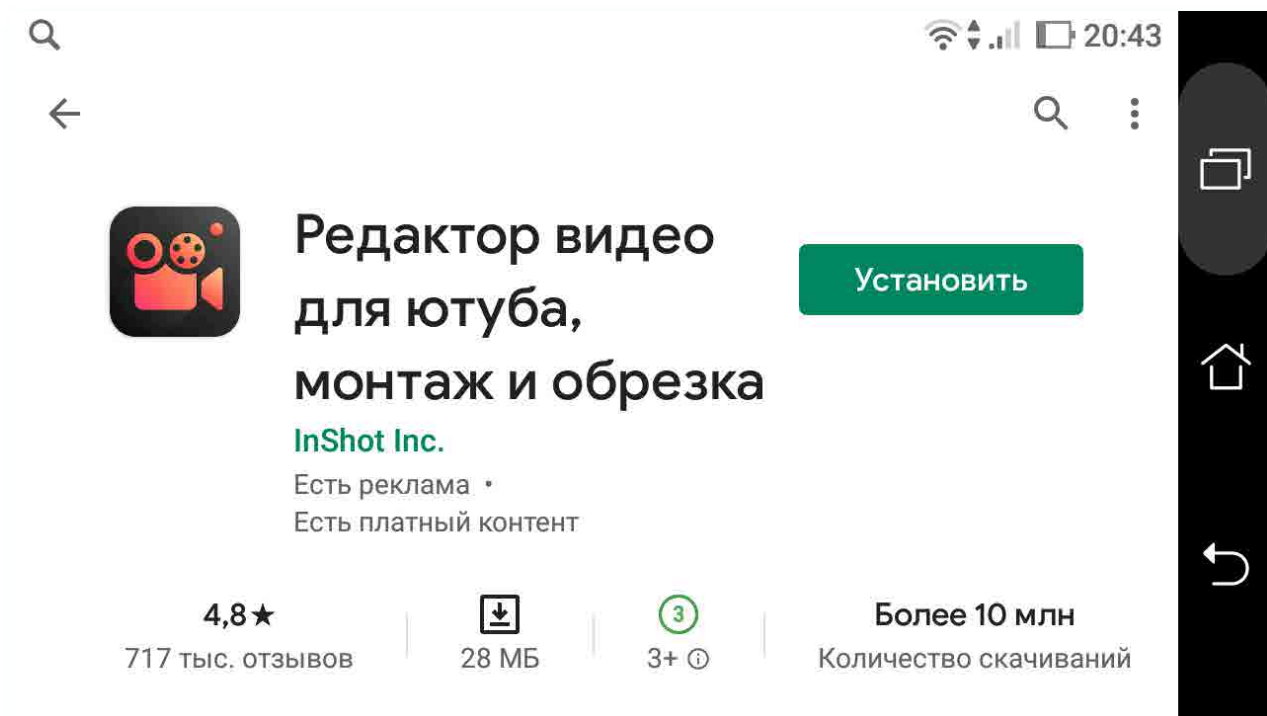 20:43
Редактор видео
для ютуба,
монтаж и обрезка
Установить
InShot Inc.
Есть реклама •
Есть платный контент
4,8★
717 тыс. отзывов
28 МБ
3
3+
Более 10 млн
Количество скачиваний